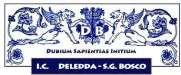 D B
DUBIUM SAPIENTIAE INITIUM
I.C. DELEDDA - S.G. BOSCO